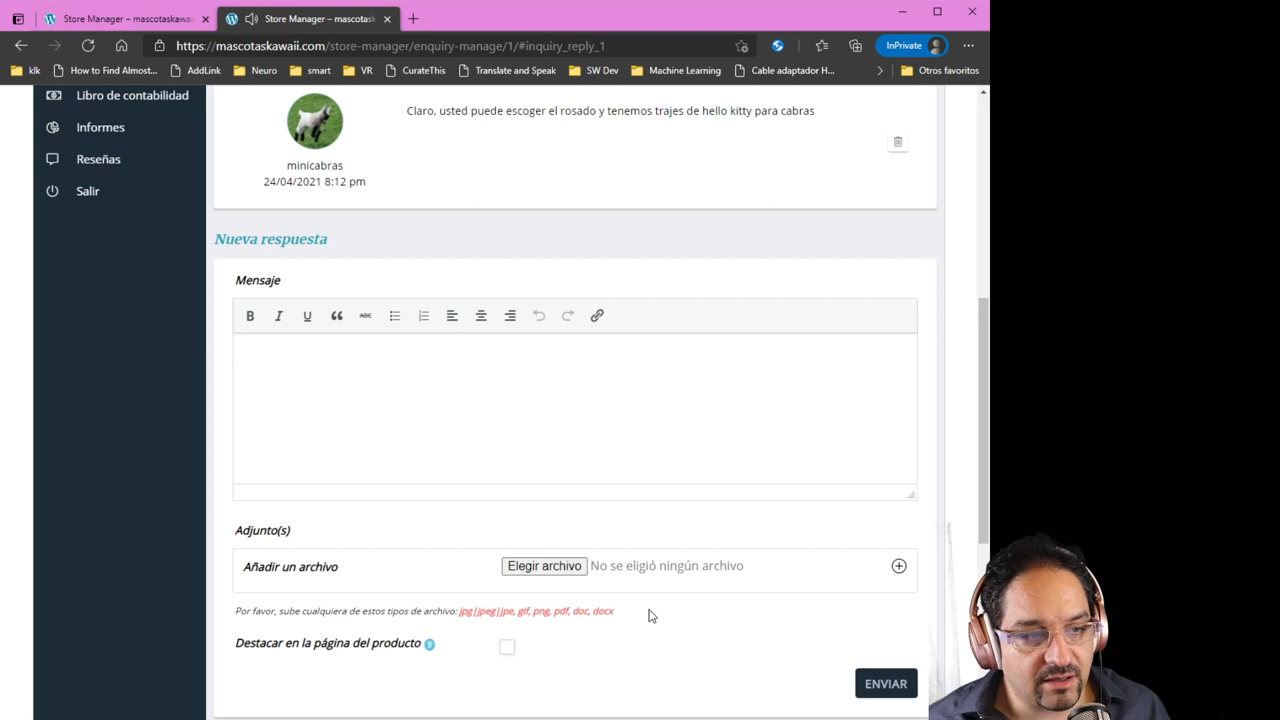 Store Manager – mascotaskawai
Store Manager – mascotask
https://mascotaskawaii.com/store-manager/enquiry-manage/1/#inquiry_reply_1
InPrivate
klk
How to Find Almost...
AddLink
Neuro
smart
VR
CurateThis
Translate and Speak
SW Dev
Machine Learning
Cable adaptador H...
Otros favoritos
Libro de contabilidad
Informes
Reseñas
Salir
Claro, usted puede escoger el rosado y tenemos trajes de hello kitty para cabras
minicabras
24/04/2021 8:12 pm
Nueva respuesta
Mensaje
B I U ABC
Adjunto(s)
Añadir un archivo
Elegir archivo No se eligió ningún archivo
Por favor, sube cualquiera de estos tipos de archivo: jpg|jpeg|jpe, gif, png, pdf, doc, docx
Destacar en la página del producto
ENVIAR